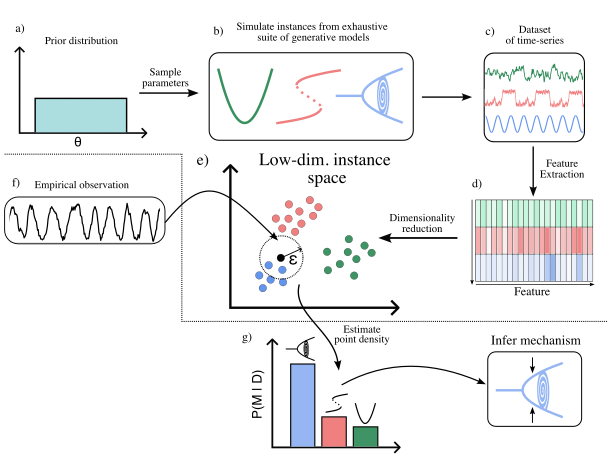 a)
Prior distribution
θ
Sample
parameters
b)
Simulate instances from exhaustive
suite of generative models
c)
Dataset
of time-series
Feature
Extraction
d)
Feature
Dimensionality
reduction
e)
Low-dim. instance
space
ε
f)
Empirical observation
Estimate
point density
g)
P(M | D)
Infer mechanism